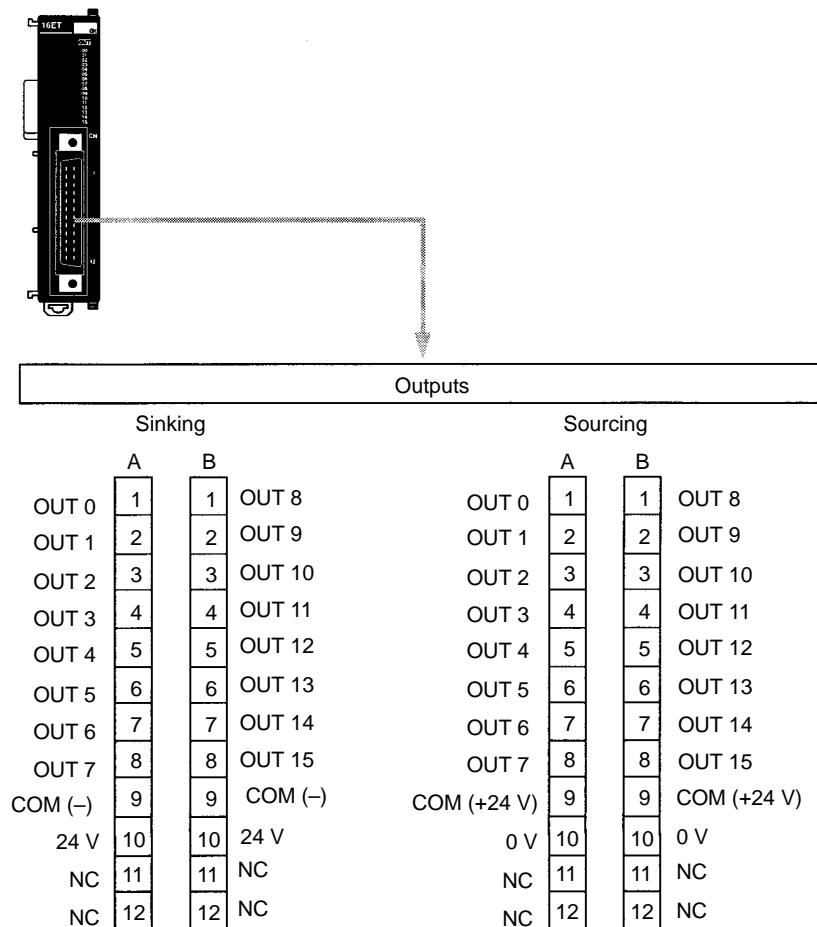 16ET
OUT
CN
1
12
Outputs
Sinking Sourcing
A B A B
OUT 0 1 1 OUT 8 OUT 0 1 1 OUT 8
OUT 1 2 2 OUT 9 OUT 1 2 2 OUT 9
OUT 2 3 3 OUT 10 OUT 2 3 3 OUT 10
OUT 3 4 4 OUT 11 OUT 3 4 4 OUT 11
OUT 4 5 5 OUT 12 OUT 4 5 5 OUT 12
OUT 5 6 6 OUT 13 OUT 5 6 6 OUT 13
OUT 6 7 7 OUT 14 OUT 6 7 7 OUT 14
OUT 7 8 8 OUT 15 OUT 7 8 8 OUT 15
COM (–) 9 9 COM (–) COM (+24 V) 9 9 COM (+24 V)
24 V 10 10 24 V 0 V 10 10 0 V
NC 11 11 NC NC 11 11 NC
NC 12 12 NC NC 12 12 NC